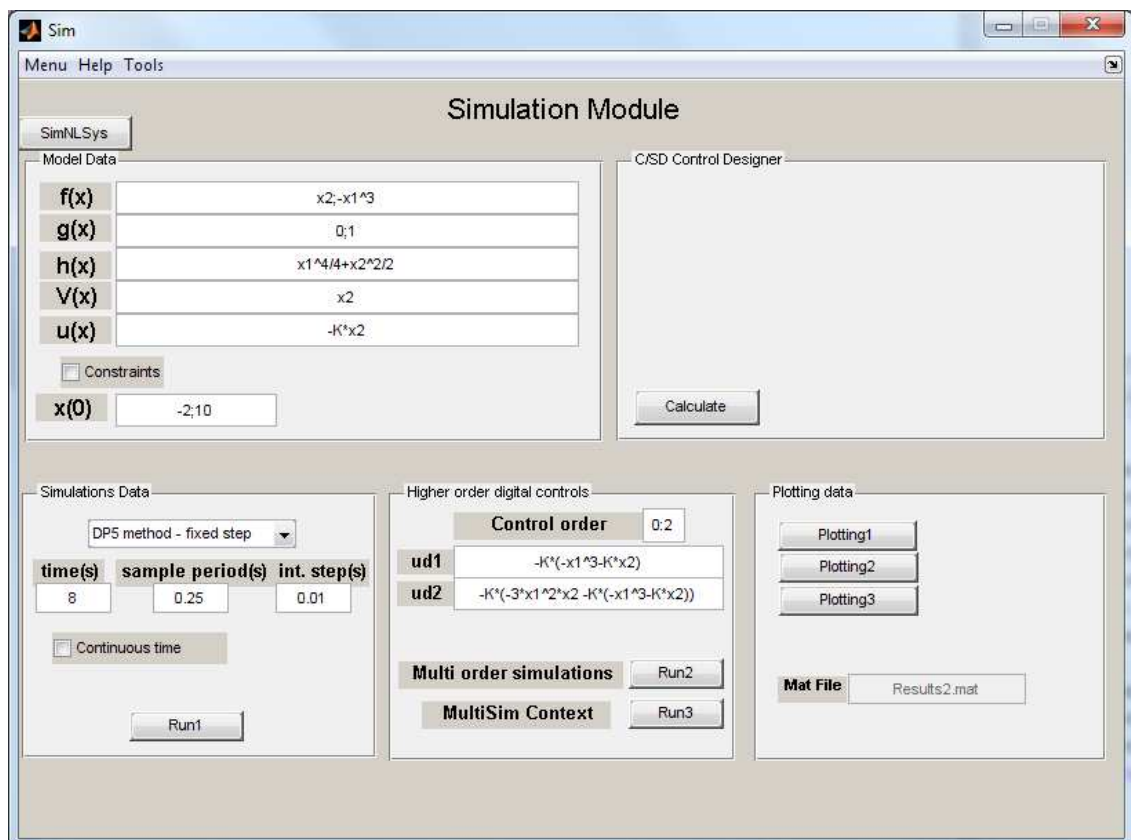 Sim
Menu Help Tools
Simulation Module
SimNLSys
Model Data
f(x) x2;-x1^3
g(x) 0;1
h(x) x1^4/4+x2^2/2
V(x) x2
u(x) -K*x2
Constraints
x(0) -2;10
C/SD Control Designer
Calculate
Simulations Data
DP5 method - fixed step
time(s) sample period(s) int. step(s)
8 0.25 0.01
Continuous time
Run1
Higher order digital controls
Control order 0:2
ud1 -K*(-x1^3-K*x2)
ud2 -K*(-3*x1^2*x2 -K*(-x1^3-K*x2))
Multi order simulations Run2
MultiSim Context Run3
Plotting data
Plotting1
Plotting2
Plotting3
Mat File Results2.mat